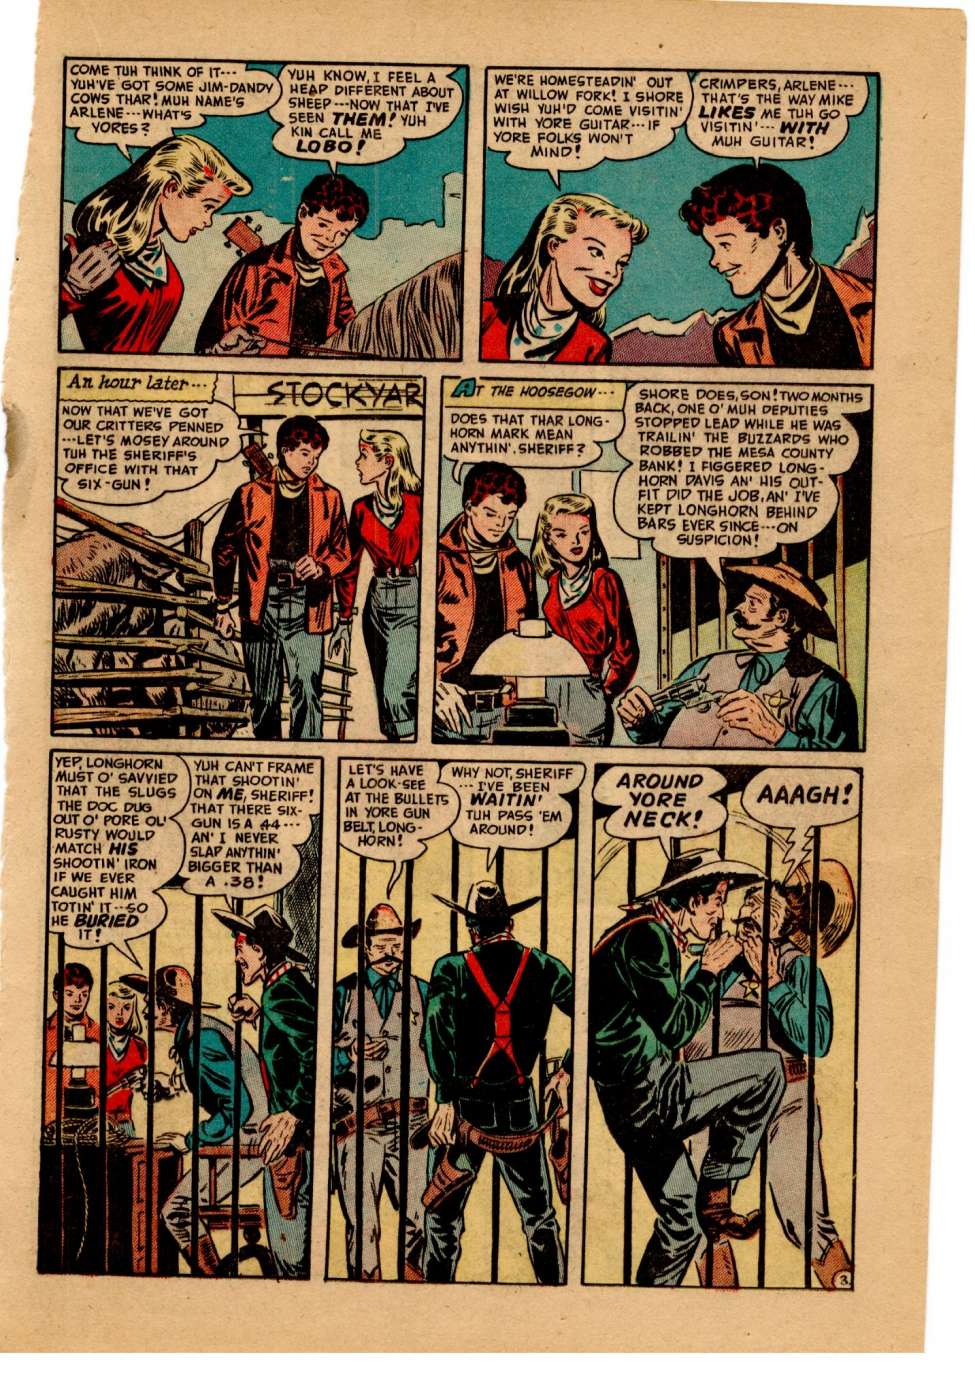 COME TUH THINK OF IT---
YUH'VE GOT SOME JIM-DANDY
COWS THAR! MUH NAME'S
ARLENE---WHAT'S
YORES?
YUH KNOW, I FEEL A
HEAP DIFFERENT ABOUT
SHEEP---NOW THAT I'VE
SEEN THEM! YUH
KIN CALL ME
LOBO!
WE'RE HOMESTEADIN' OUT
AT WILLOW FORK! I SHORE
WISH YUH'D COME VISITIN'
WITH YORE GUITAR---IF
YORE FOLKS WON'T
MIND!
CRIMPERS, ARLENE---
THAT'S THE WAY MIKE
LIKES ME TUH GO
VISITIN'---WITH
MUH GUITAR!
An hour later---
NOW THAT WE'VE GOT
OUR CRITTERS PENNED
---LET'S MOSEY AROUND
TUH THE SHERIFF'S
OFFICE WITH THAT
SIX-GUN!
STOCKYAR
AT THE HOOSEGOW---
DOES THAT THAR LONG-
HORN MARK MEAN
ANYTHIN', SHERIFF?
SHORE DOES, SON! TWO MONTHS
BACK, ONE O' MUH DEPUTIES
STOPPED LEAD WHILE HE WAS
TRAILIN' THE BUZZARDS WHO
ROBBED THE MESA COUNTY
BANK! I FIGGERED LONG-
HORN DAVIS AN' HIS OUT-
FIT DID THE JOB, AN' I'VE
KEPT LONGHORN BEHIND
BARS EVER SINCE---ON
SUSPICION!
YEP, LONGHORN
MUST O' SAVVIED
THAT THE SLUGS
THE DOC DUG
OUT O' PORE OL'
RUSTY WOULD
MATCH HIS
SHOOTIN' IRON
IF WE EVER
CAUGHT HIM
TOTIN' IT--SO
HE BURIED
IT!
YUH CAN'T FRAME
THAT SHOOTIN'
ON ME, SHERIFF!
THAT THERE SIX-
GUN IS A .44---
AN' I NEVER
SLAP ANYTHIN'
BIGGER THAN
A .38!
LET'S HAVE
A LOOK-SEE
AT THE BULLETS
IN YORE GUN
BELT, LONG-
HORN!
WHY NOT, SHERIFF
---I'VE BEEN
WAITIN'
TUH PASS 'EM
AROUND!
AROUND
YORE
NECK!
AAAGH!
3